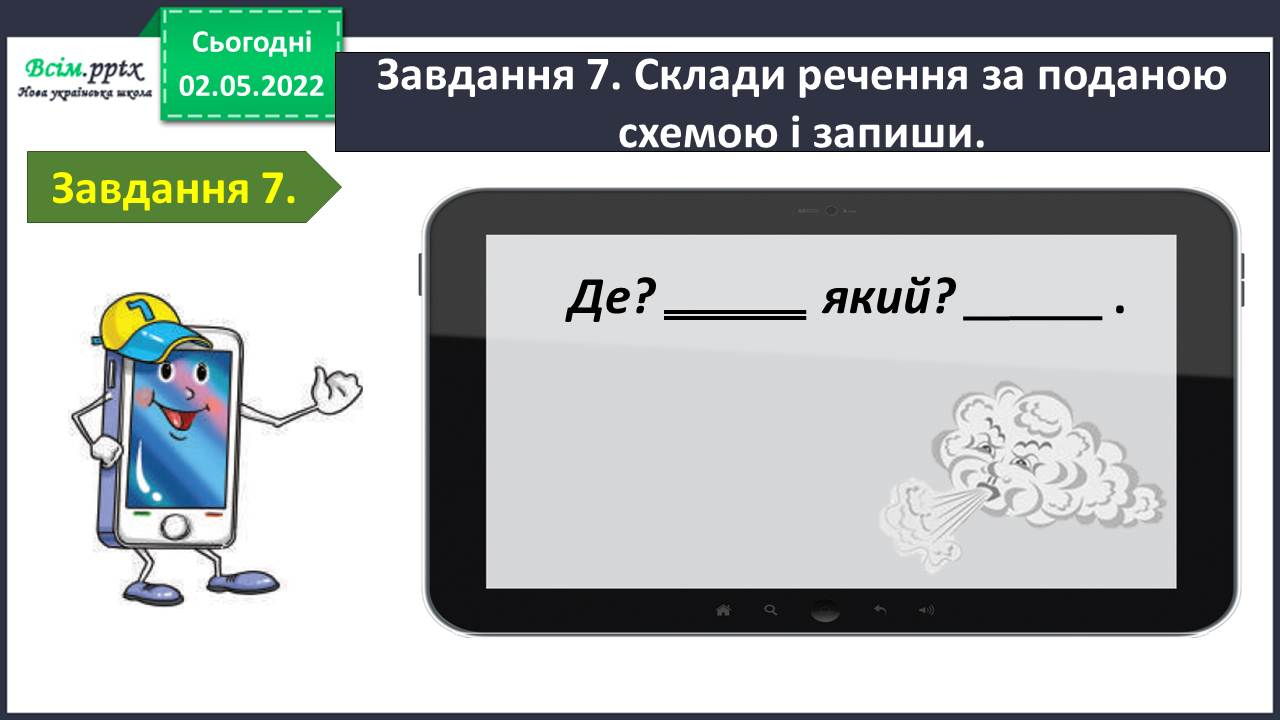 Всім.pptx
Нова українська школа
Сьогодні
02.05.2022
Завдання 7. Склади речення за поданою
схемою і запиши.
Завдання 7.
Де? ______ який? ______ .